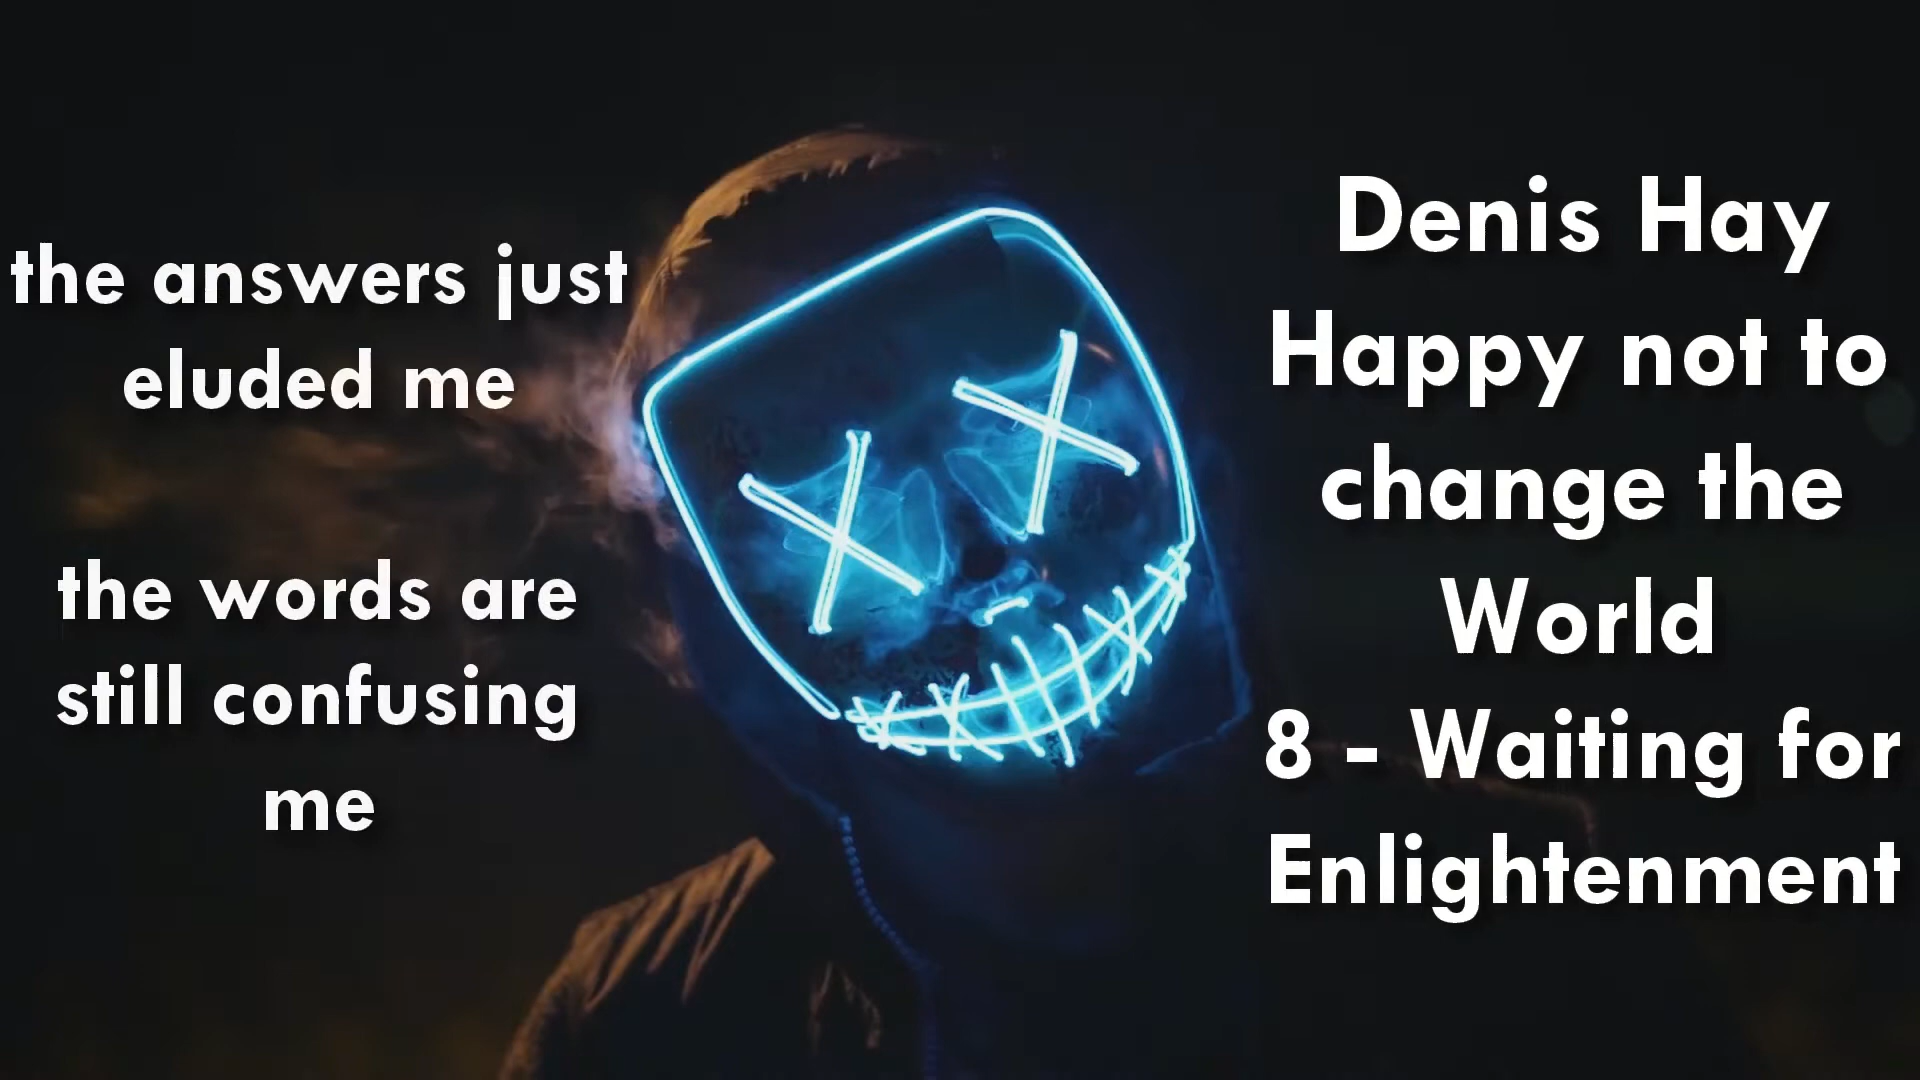 the answers just
eluded me
the words are
still confusing
me
Denis Hay
Happy not to
change the
World
8 - Waiting for
Enlightenment